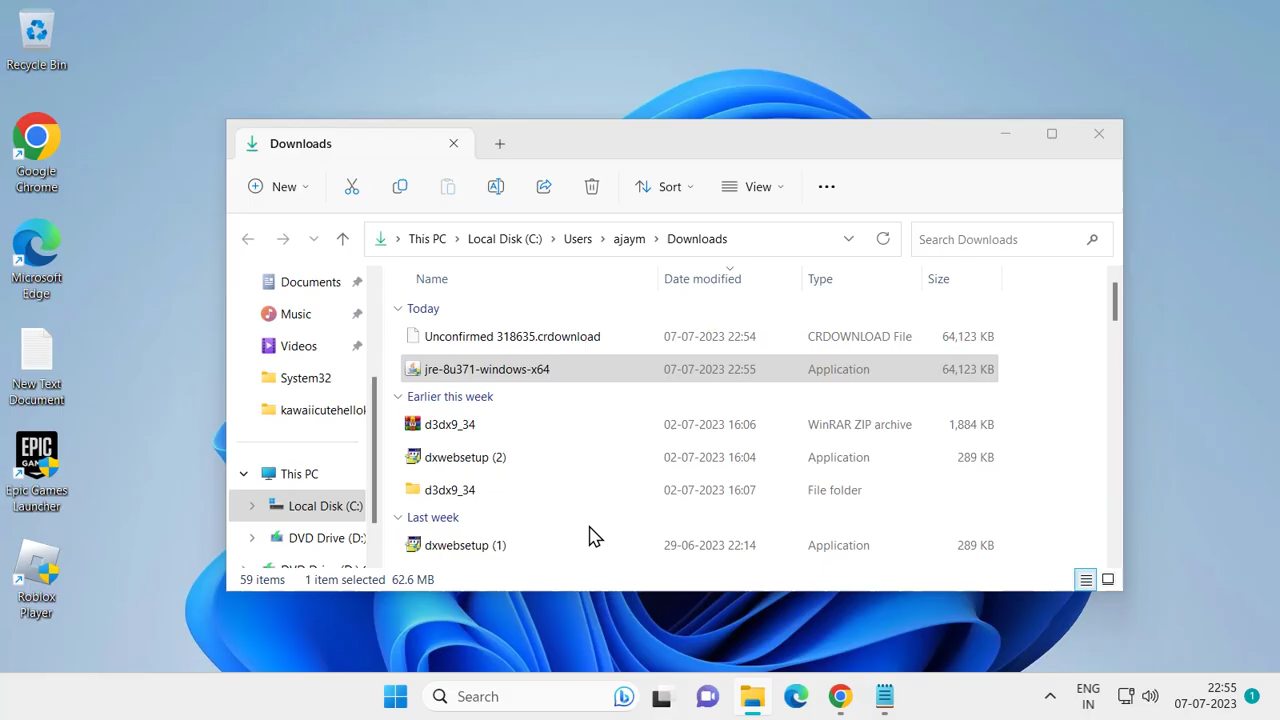 Recycle Bin
Google
Chrome
Microsoft
Edge
New Text
Document
EPIC
GAMES
Epic Games
Launcher
Roblox
Player
Downloads
New
Sort
View
This PC
Local Disk (C:)
Users
ajaym
Downloads
Search Downloads
Documents
Music
Videos
System32
kawaiicutehellok
This PC
Local Disk (C:)
DVD Drive (D:)
Name Date modified Type Size
Today
Unconfirmed 318635.crdownload 07-07-2023 22:54 CRDOWNLOAD File 64,123 KB
jre-8u371-windows-x64 07-07-2023 22:55 Application 64,123 KB
Earlier this week
d3dx9_34 02-07-2023 16:06 WinRAR ZIP archive 1,884 KB
dxwebsetup (2) 02-07-2023 16:04 Application 289 KB
d3dx9_34 02-07-2023 16:07 File folder
Last week
dxwebsetup (1) 29-06-2023 22:14 Application 289 KB
59 items 1 item selected 62.6 MB
Search
ENG
IN
22:55
07-07-2023
1